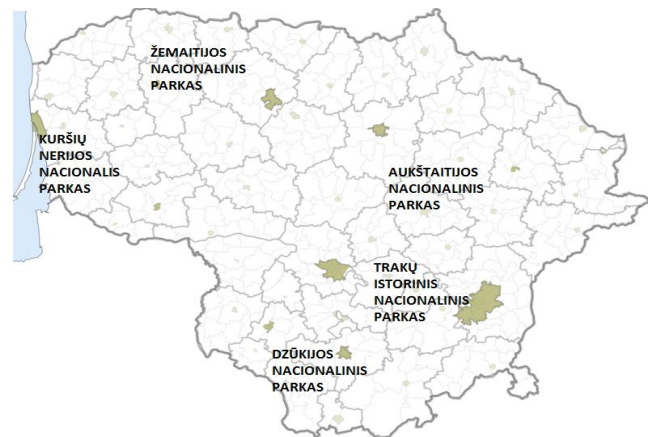 ŽEMAITIJOS
NACIONALINIS
PARKAS
KURŠIŲ
NERIJOS
NACIONALIS
PARKAS
AUKŠTAITIJOS
NACIONALINIS
PARKAS
TRAKŲ
ISTORINIS
NACIONALINIS
PARKAS
DZŪKIJOS
NACIONALINIS
PARKAS